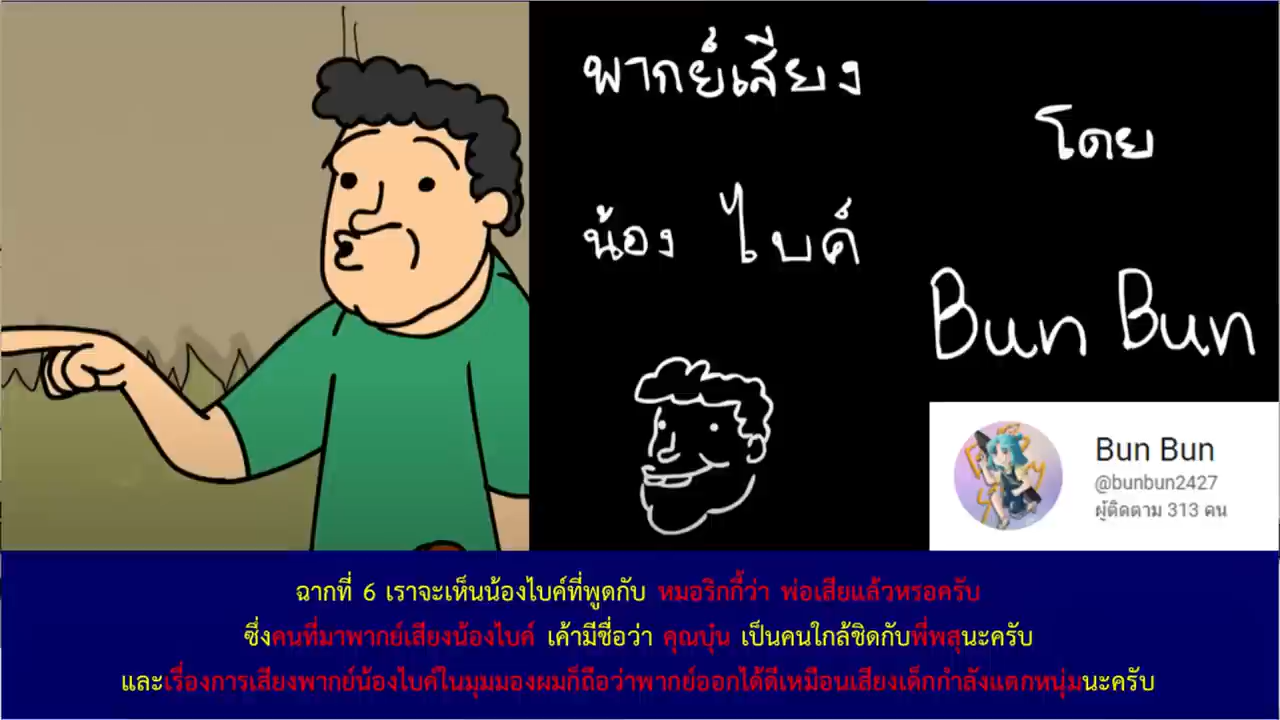 พากย์เสียง
น้อง ไบค์
โดย
Bun Bun
Bun Bun
@bunbun2427
ผู้ติดตาม 313 คน
ฉากที่ 6 เราจะเห็นน้องไบค์ที่พูดกับ หมอริกกี้ว่า พ่อเสียแล้วหรอครับ
ซึ่งคนที่มาพากย์เสียงน้องไบค์ เค้ามีชื่อว่า คุณบุ๋น เป็นคนใกล้ชิดกับพี่พสุนะครับ
และเรื่องการเสียงพากย์น้องไบค์ในมุมมองผมก็ถือว่าพากย์ออกได้ดีเหมือนเสียงเด็กกำลังแตกหนุ่มนะครับ